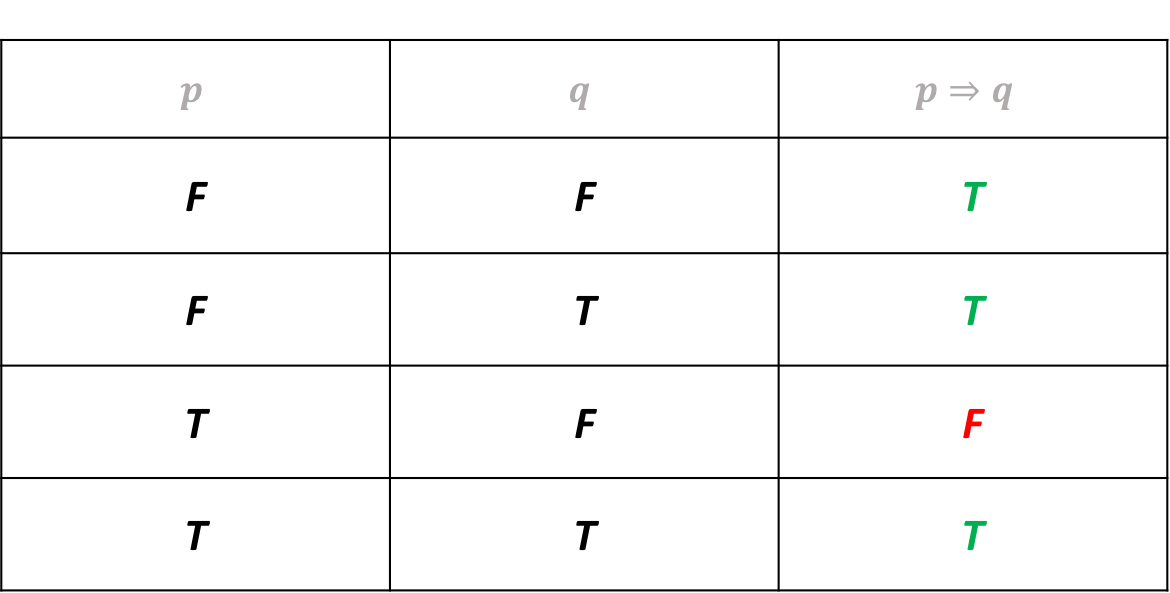 p q p ⇒ q
F F T
F T T
T F F
T T T